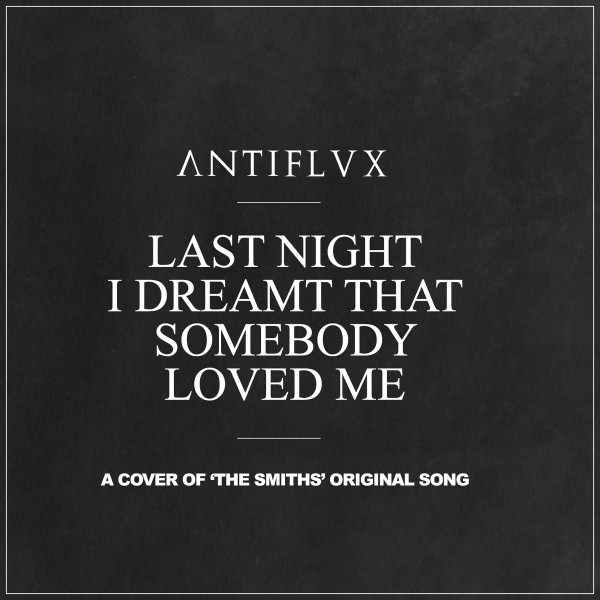 ANTIFLVX
LAST NIGHT
I DREAMT THAT
SOMEBODY
LOVED ME
A COVER OF ‘THE SMITHS’ ORIGINAL SONG